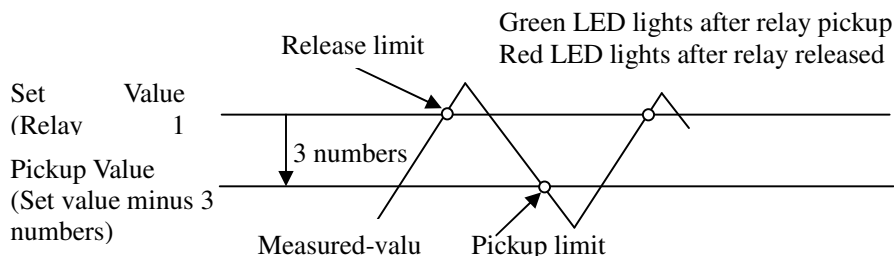 Green LED lights after relay pickup
Red LED lights after relay released
Release limit
Set Value
(Relay 1
3 numbers
Pickup Value
(Set value minus 3
numbers)
Measured-valu
Pickup limit